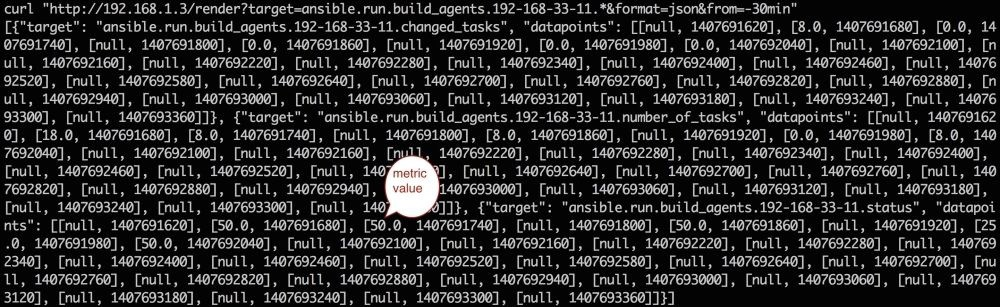 curl "http://192.168.1.3/render?target=ansible.run.build_agents.192-168-33-11.*&format=json&from=-30min"
[{"target": "ansible.run.build_agents.192-168-33-11.changed_tasks", "datapoints": [[null, 1407691620], [8.0, 1407691680], [0.0, 14
07691740], [null, 1407691800], [0.0, 1407691860], [null, 1407691920], [0.0, 1407691980], [0.0, 1407692040], [null, 1407692100], [n
ull, 1407692160], [null, 1407692220], [null, 1407692280], [null, 1407692340], [null, 1407692400], [null, 1407692460], [null, 14076
92520], [null, 1407692580], [null, 1407692640], [null, 1407692700], [null, 1407692760], [null, 1407692820], [null, 1407692880], [n
ull, 1407692940], [null, 1407693000], [null, 1407693060], [null, 1407693120], [null, 1407693180], [null, 1407693240], [null, 14076
93300], [null, 1407693360]]}, {"target": "ansible.run.build_agents.192-168-33-11.number_of_tasks", "datapoints": [[null, 140769162
0], [18.0, 1407691680], [8.0, 1407691740], [null, 1407691800], [8.0, 1407691860], [null, 1407691920], [0.0, 1407691980], [8.0, 140
7692040], [null, 1407692100], [null, 1407692160], [null, 1407692220], [null, 1407692280], [null, 1407692340], [null, 1407692400],
[null, 1407692460], [null, 1407692520], [null, 1407692580], [null, 1407692640], [null, 1407692700], [null, 1407692760], [null, 140
7692820], [null, 1407692880], [null, 1407692940], 1407693000], [null, 1407693060], [null, 1407693120], [null, 1407693180],
metric
value
[null, 1407693240], [null, 1407693300], [null, ]]}, {"target": "ansible.run.build_agents.192-168-33-11.status", "datapoi
nts": [[null, 1407691620], [50.0, 1407691680], [50.0, 1407691740], [null, 1407691800], [50.0, 1407691860], [null, 1407691920], [25
.0, 1407691980], [50.0, 1407692040], [null, 1407692100], [null, 1407692160], [null, 1407692220], [null, 1407692280], [null, 140769
2340], [null, 1407692400], [null, 1407692460], [null, 1407692520], [null, 1407692580], [null, 1407692640], [null, 1407692700], [nu
ll, 1407692760], [null, 1407692820], [null, 1407692880], [null, 1407692940], [null, 1407693000], [null, 1407693060], [null, 140769
3120], [null, 1407693180], [null, 1407693240], [null, 1407693300], [null, 1407693360]]}]